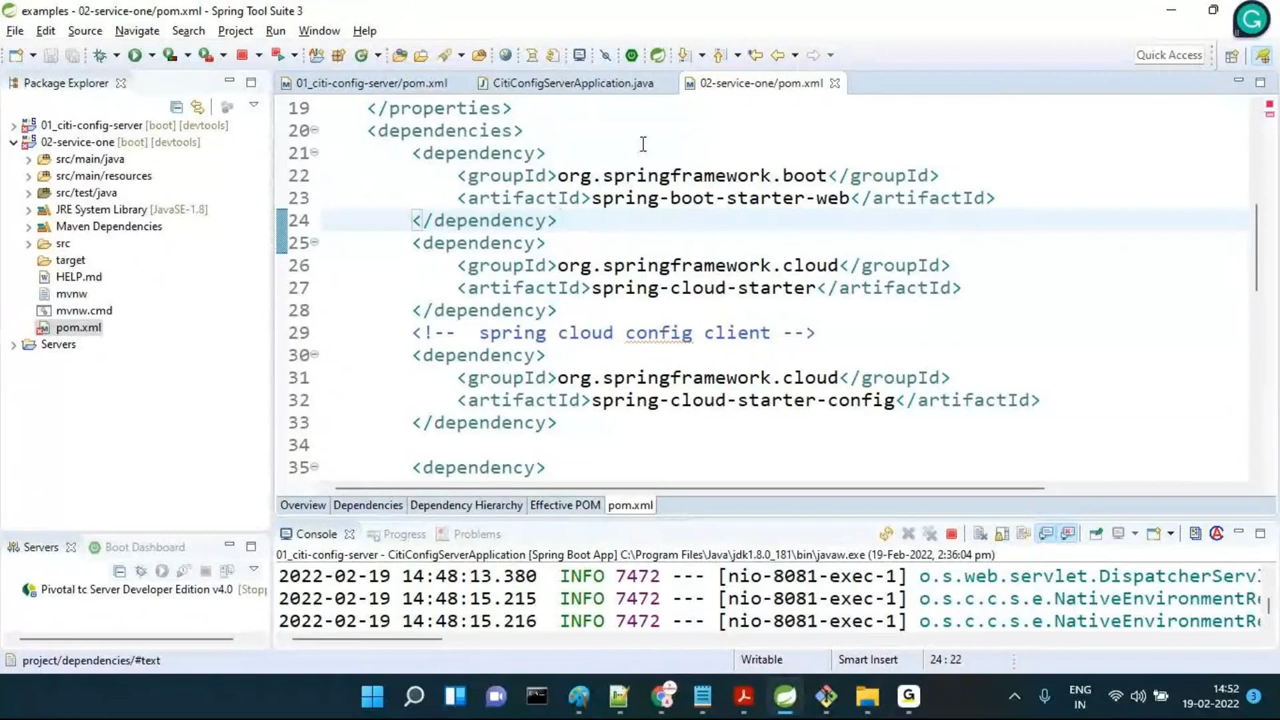 examples - 02-service-one/pom.xml - Spring Tool Suite 3
File Edit Source Navigate Search Project Run Window Help
Quick Access
Package Explorer
01_citi-config-server/pom.xml
CitiConfigServerApplication.java
02-service-one/pom.xml
01_citi-config-server [boot] [devtools]
02-service-one [boot] [devtools]
src/main/java
src/main/resources
src/test/java
JRE System Library [JavaSE-1.8]
Maven Dependencies
src
target
HELP.md
mvnw
mvnw.cmd
pom.xml
Servers
19 </properties>
20 <dependencies>
21 <dependency>
22 <groupId>org.springframework.boot</groupId>
23 <artifactId>spring-boot-starter-web</artifactId>
24 </dependency>
25 <dependency>
26 <groupId>org.springframework.cloud</groupId>
27 <artifactId>spring-cloud-starter</artifactId>
28 </dependency>
29 <!--  spring cloud config client -->
30 <dependency>
31 <groupId>org.springframework.cloud</groupId>
32 <artifactId>spring-cloud-starter-config</artifactId>
33 </dependency>
34
35 <dependency>
Overview Dependencies Dependency Hierarchy Effective POM pom.xml
Servers Boot Dashboard
Pivotal tc Server Developer Edition v4.0 [Stopp
Console Progress Problems
01_citi-config-server - CitiConfigServerApplication [Spring Boot App] C:\Program Files\Java\jdk1.8.0_181\bin\javaw.exe (19-Feb-2022, 2:36:04 pm)
2022-02-19 14:48:13.380 INFO 7472 --- [nio-8081-exec-1] o.s.web.servlet.DispatcherServ
2022-02-19 14:48:15.215 INFO 7472 --- [nio-8081-exec-1] o.s.c.c.s.e.NativeEnvironmentRe
2022-02-19 14:48:15.216 INFO 7472 --- [nio-8081-exec-1] o.s.c.c.s.e.NativeEnvironmentRe
project/dependencies/#text
Writable
Smart Insert
24 : 22
ENG
IN
14:52
19-02-2022
3